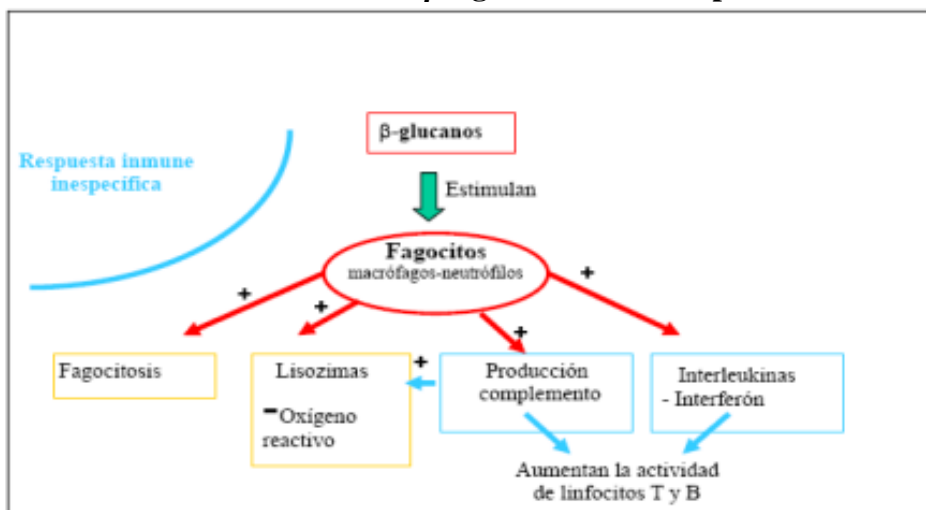 β-glucanos
Respuesta inmune
inespecífica
Estimulan
Fagocitos
macrófagos-neutrófilos
+
+
+
+
Fagocitosis
Lisozimas
-Oxígeno
reactivo
+
Producción
complemento
Interleukinas
- Interferón
Aumentan la actividad
de linfocitos T y B